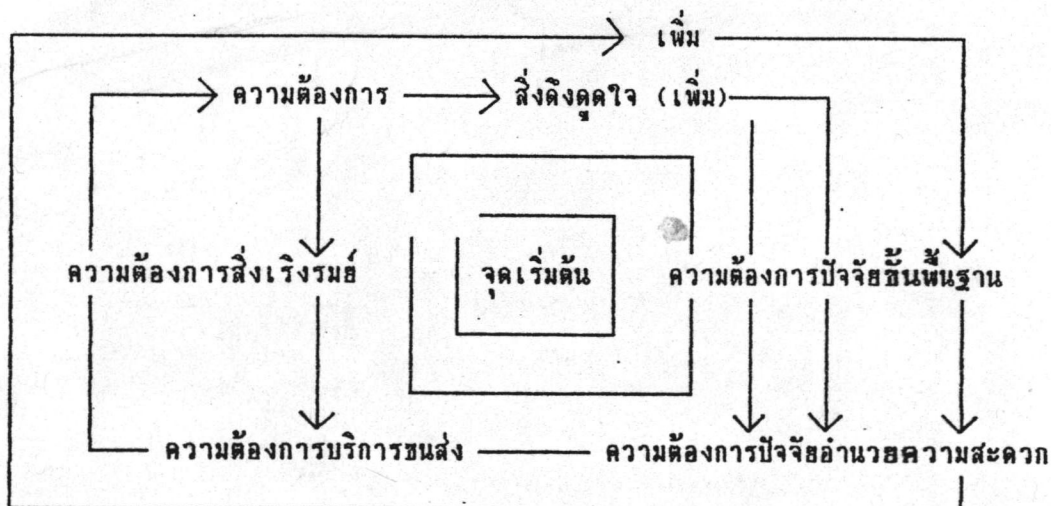 เพิ่ม
ความต้องการ สิ่งดึงดูดใจ (เพิ่ม)
ความต้องการสิ่งเริงรมย์ จุดเริ่มต้น ความต้องการปัจจัยขั้นพื้นฐาน
ความต้องการบริการขนส่ง ความต้องการปัจจัยอำนวยความสะดวก